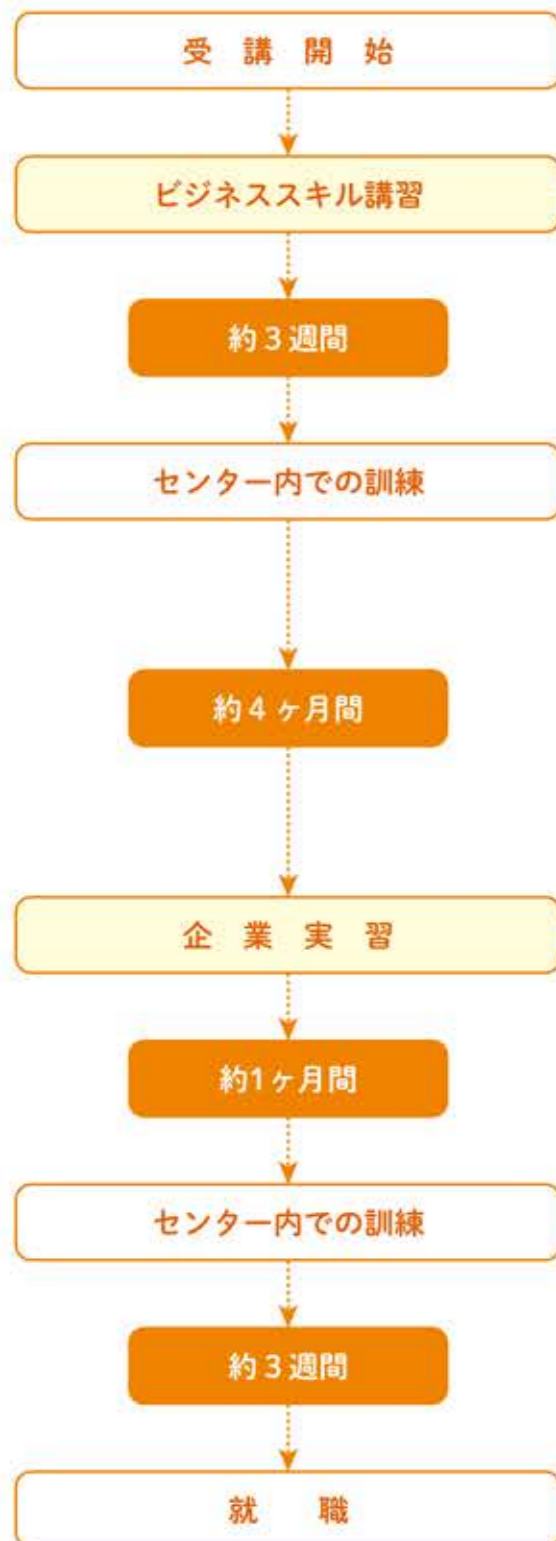 受 講 開 始
ビジネススキル講習
約３週間
センター内での訓練
約４ヶ月間
企 業 実 習
約1ヶ月間
センター内での訓練
約３週間
就 職